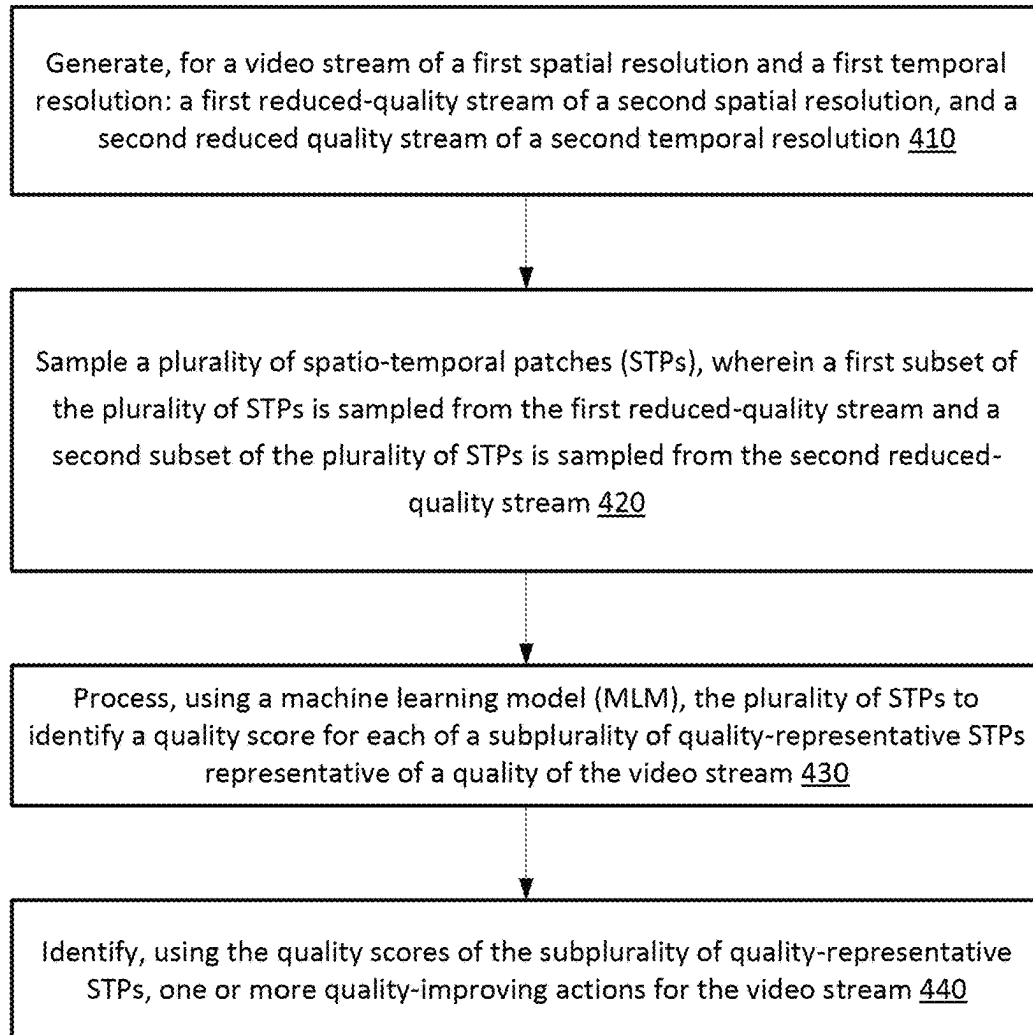 Generate, for a video stream of a first spatial resolution and a first temporal
resolution: a first reduced-quality stream of a second spatial resolution, and a
second reduced quality stream of a second temporal resolution 410
Sample a plurality of spatio-temporal patches (STPs), wherein a first subset of
the plurality of STPs is sampled from the first reduced-quality stream and a
second subset of the plurality of STPs is sampled from the second reduced-
quality stream 420
Process, using a machine learning model (MLM), the plurality of STPs to
identify a quality score for each of a subplurality of quality-representative STPs
representative of a quality of the video stream 430
Identify, using the quality scores of the subplurality of quality-representative
STPs, one or more quality-improving actions for the video stream 440